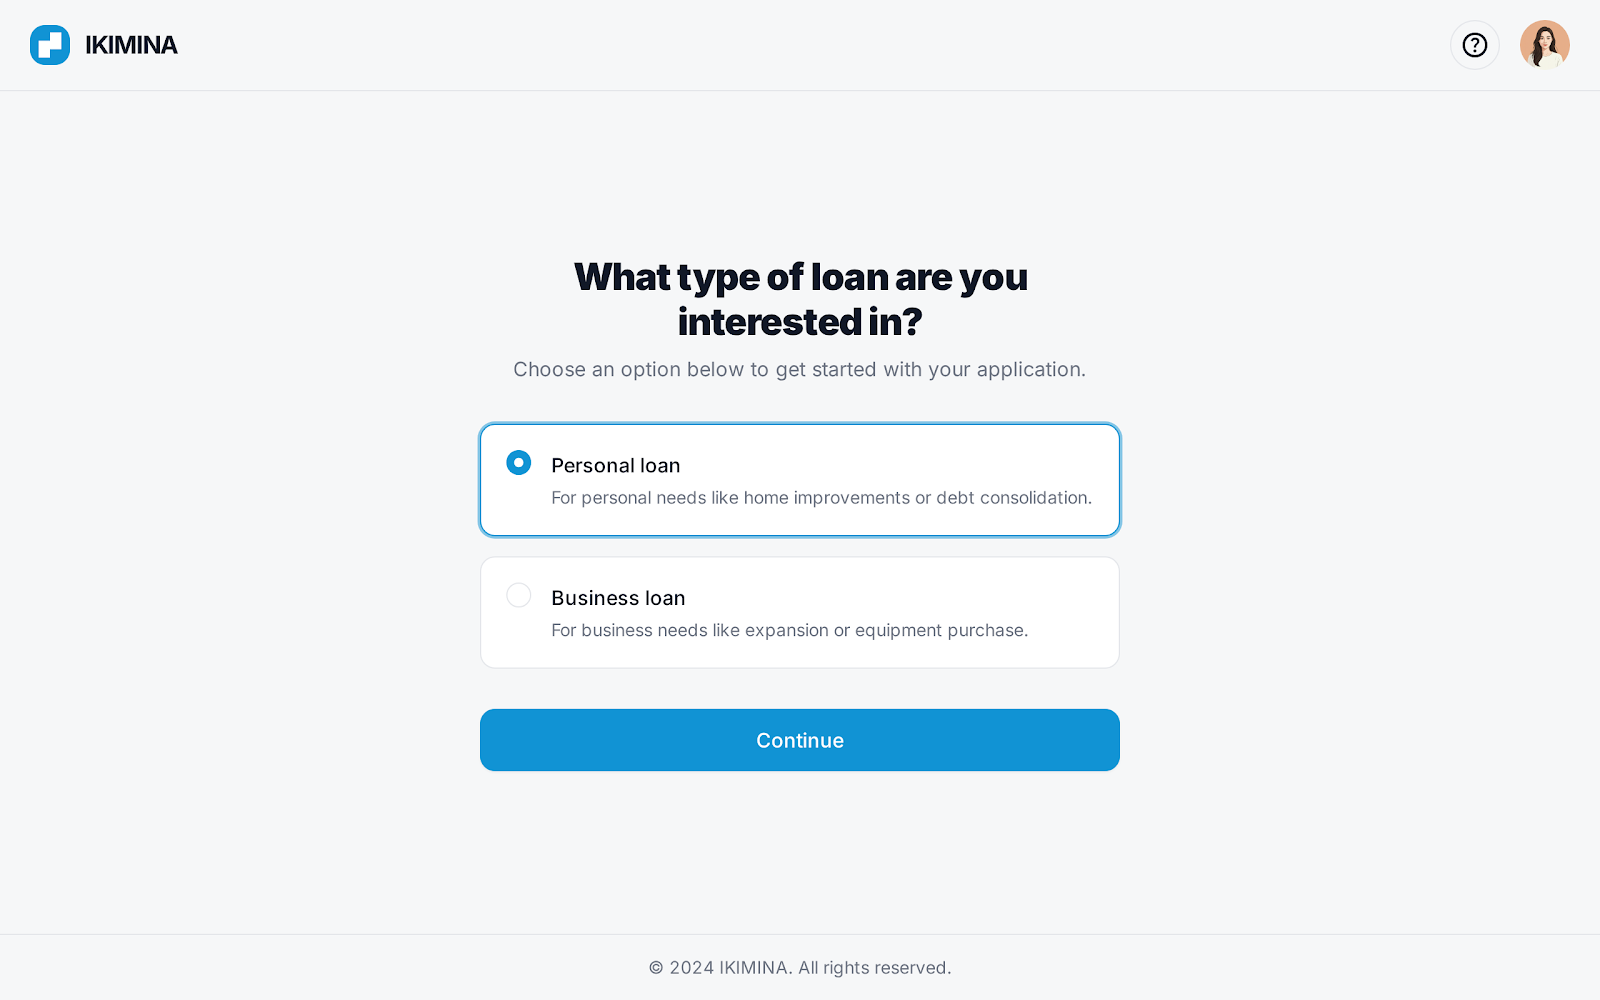 IKIMINA
What type of loan are you
interested in?
Choose an option below to get started with your application.
Personal loan
For personal needs like home improvements or debt consolidation.
Business loan
For business needs like expansion or equipment purchase.
Continue
© 2024 IKIMINA. All rights reserved.